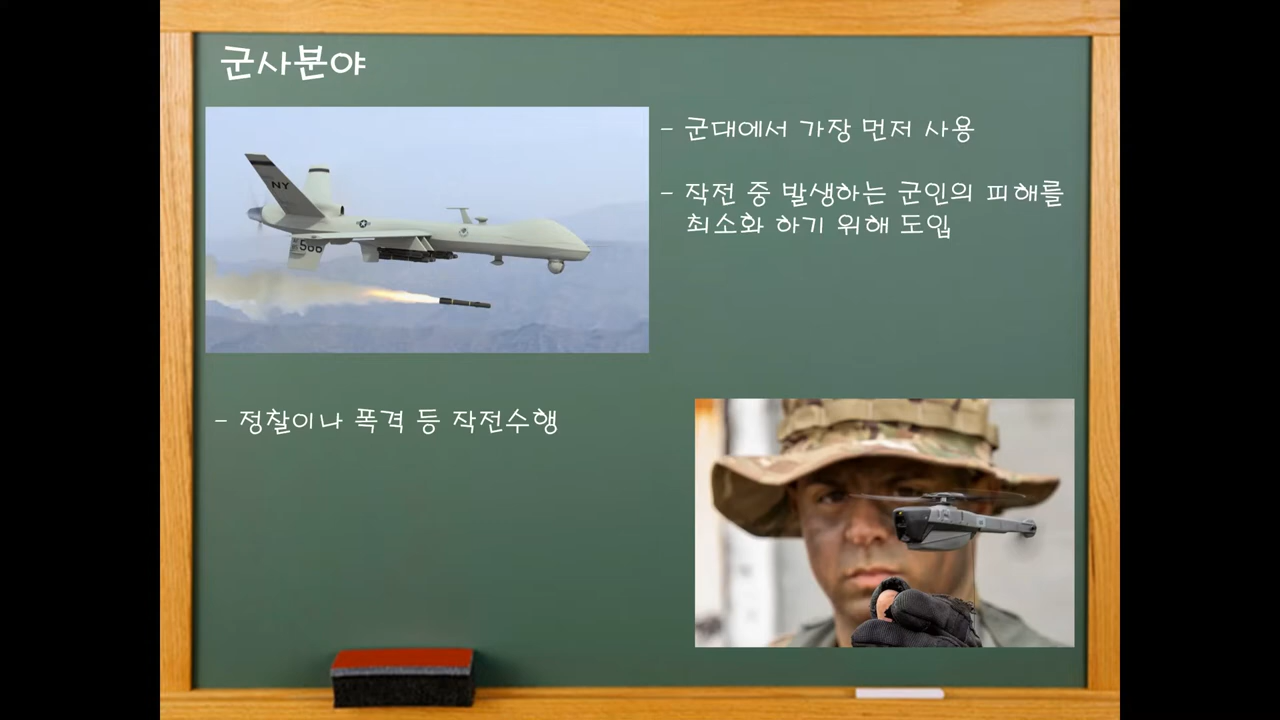 군사분야
- 군대에서 가장 먼저 사용
- 작전 중 발생하는 군인의 피해를
최소화 하기 위해 도입
NY
566
- 정찰이나 폭격 등 작전수행